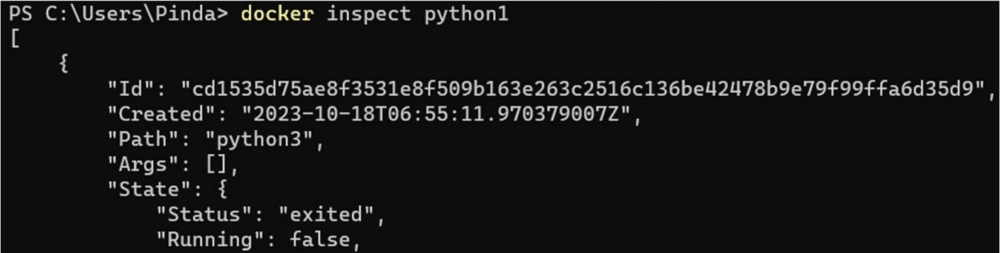 PS C:\Users\Pinda> docker inspect python1
[
    {
        "Id": "cd1535d75ae8f3531e8f509b163e263c2516c136be42478b9e79f99ffa6d35d9",
        "Created": "2023-10-18T06:55:11.970379007Z",
        "Path": "python3",
        "Args": [],
        "State": {
            "Status": "exited",
            "Running": false,